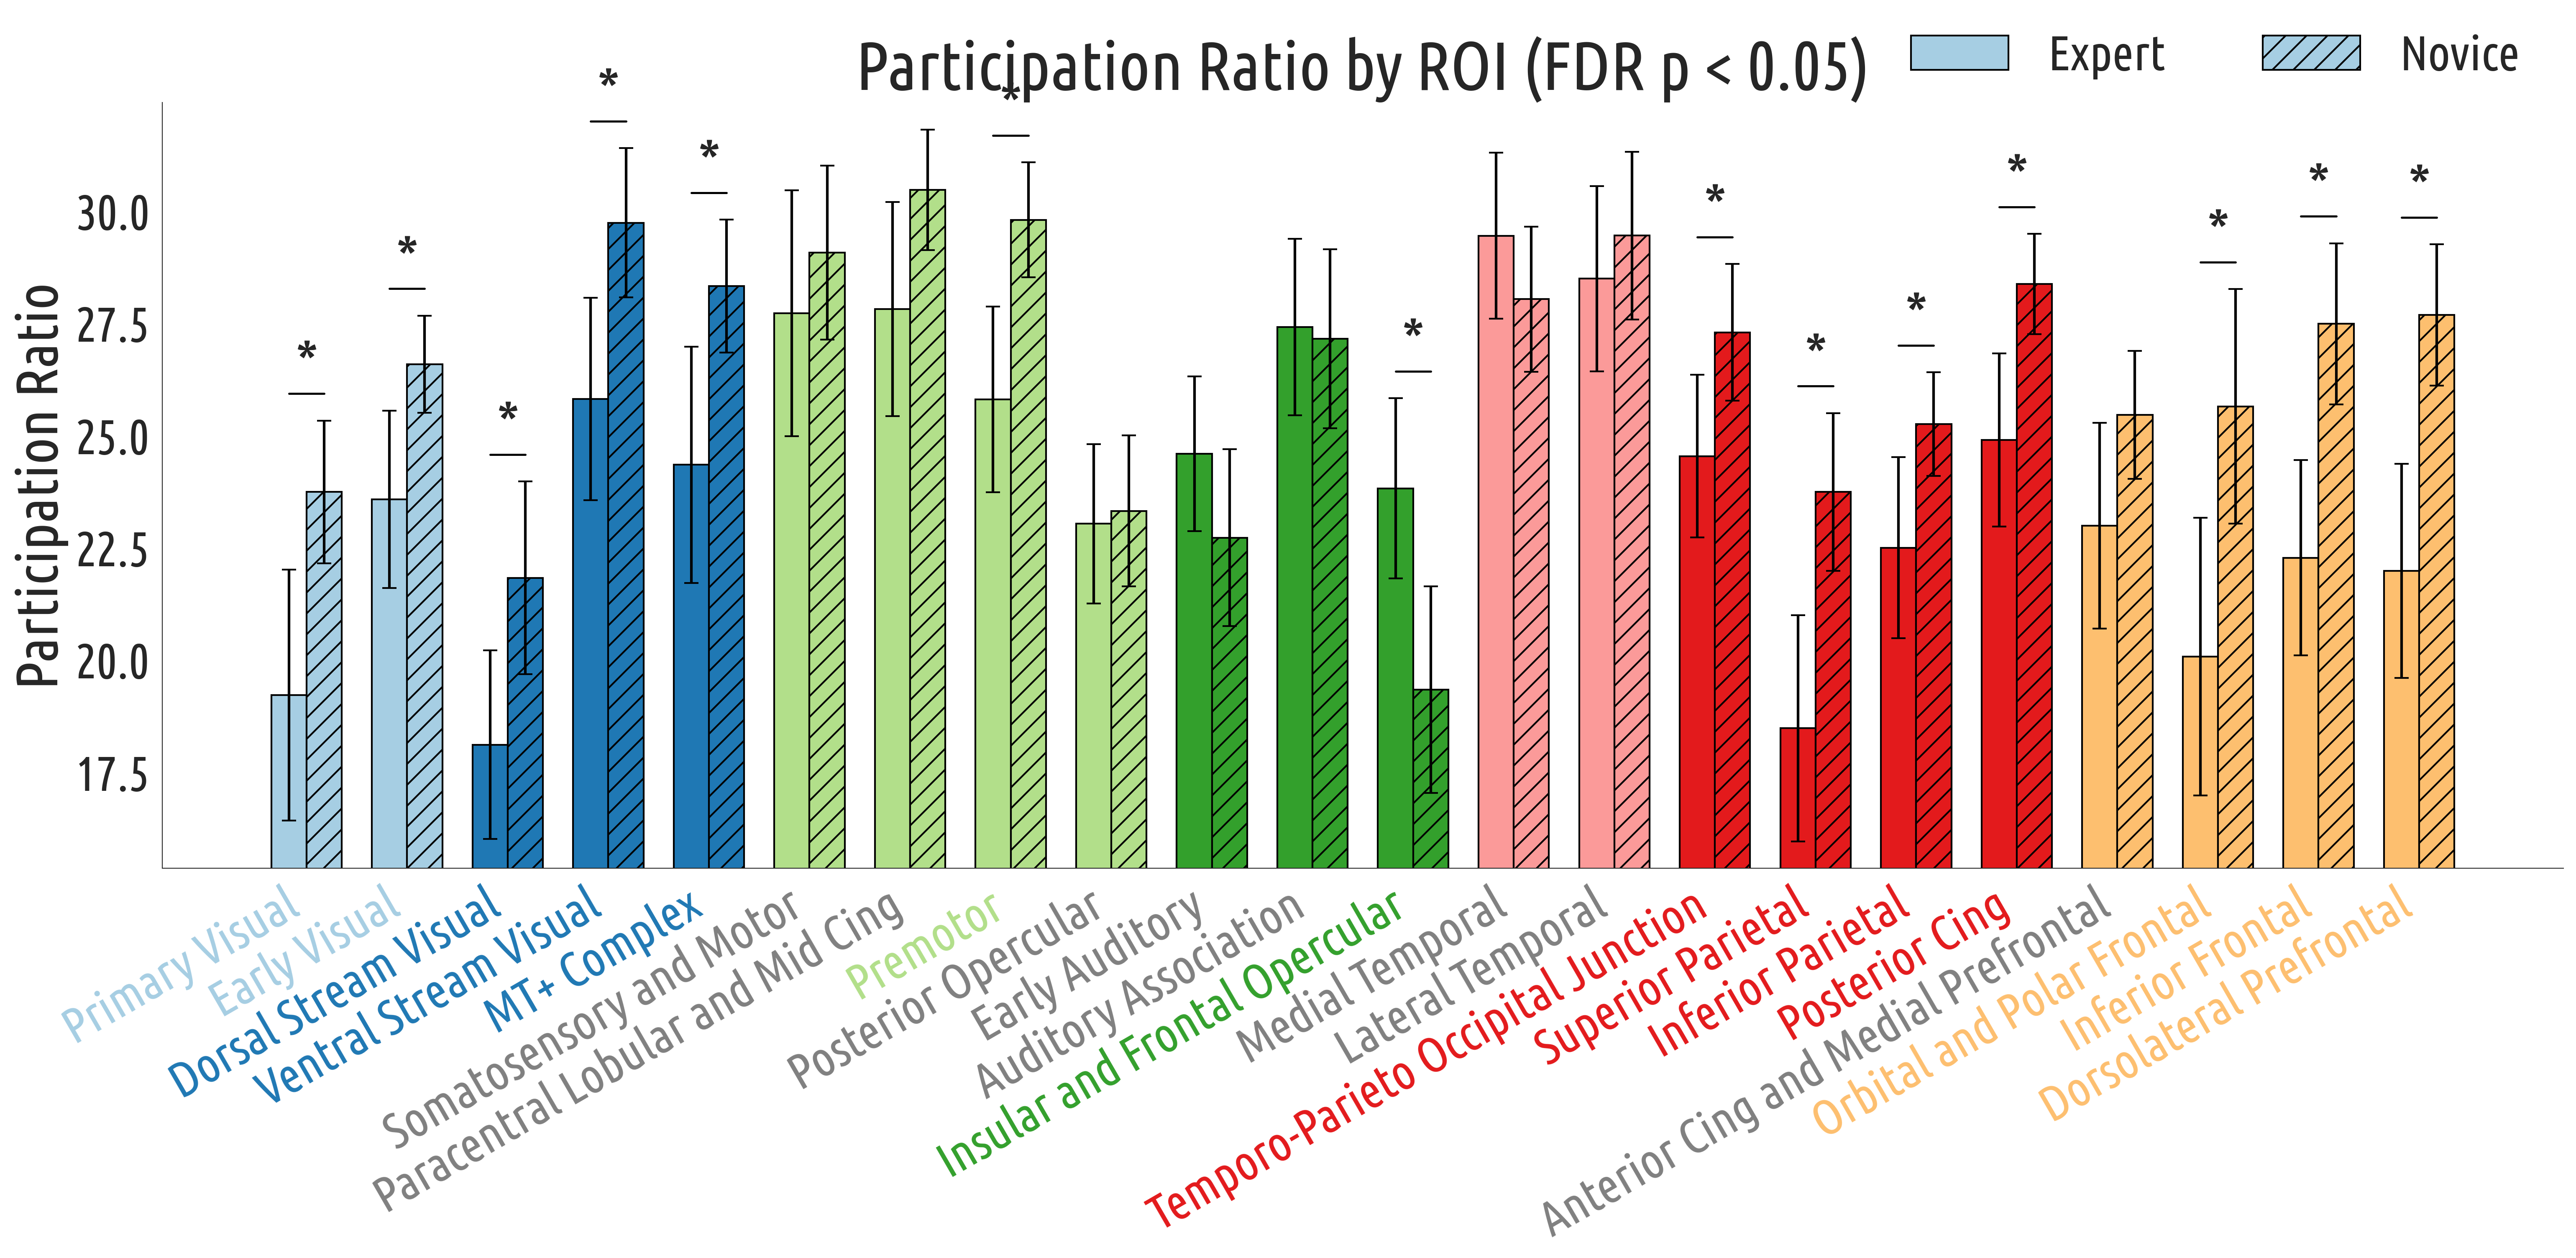 Participation Ratio by ROI (FDR p < 0.05)
Expert
Novice
Participation Ratio
30.0
27.5
25.0
22.5
20.0
17.5
*
*
*
*
*
*
*
*
*
*
*
*
*
*
Primary Visual
Early Visual
Dorsal Stream Visual
Ventral Stream Visual
MT+ Complex
Somatosensory and Motor
Paracentral Lobular and Mid Cing
Premotor
Posterior Opercular
Early Auditory
Auditory Association
Insular and Frontal Opercular
Medial Temporal
Lateral Temporal
Temporo-Parieto Occipital Junction
Superior Parietal
Inferior Parietal
Posterior Cing
Anterior Cing and Medial Prefrontal
Orbital and Polar Frontal
Inferior Frontal
Dorsolateral Prefrontal